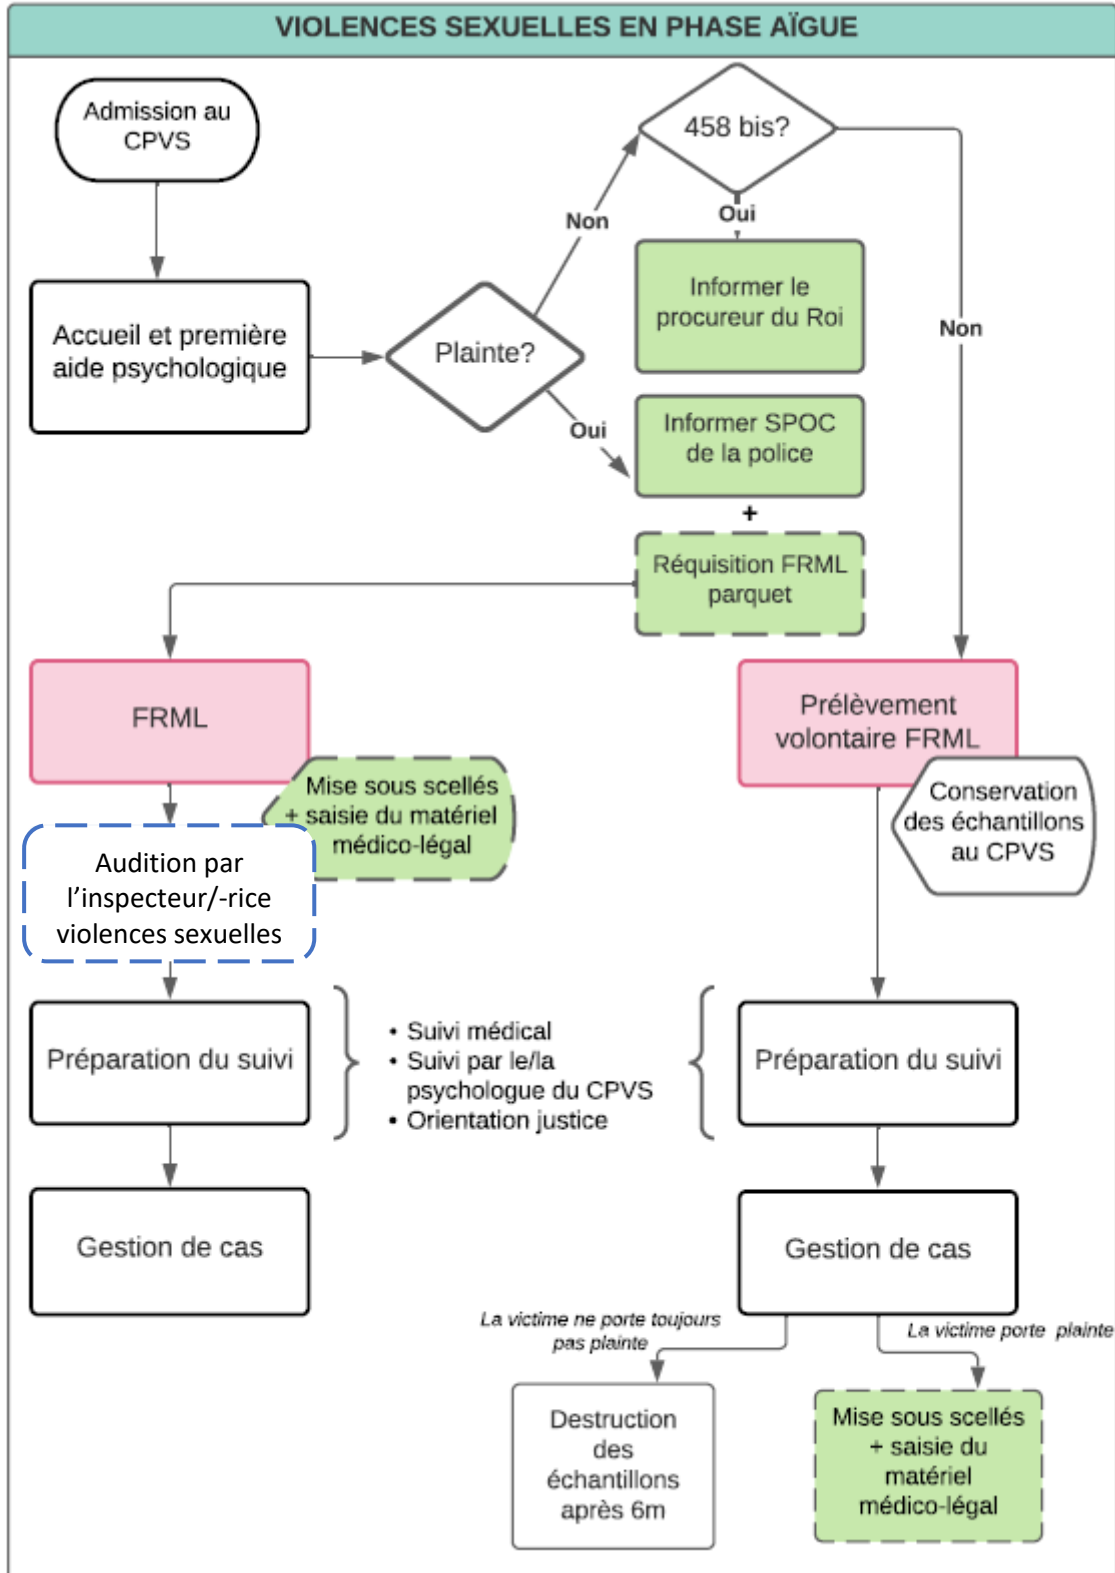 VIOLENCES SEXUELLES EN PHASE AÏGUE
Admission au
CPVS
458 bis?
Non
Oui
Informer le
procureur du Roi
Non
Accueil et première
aide psychologique
Plainte?
Oui
Informer SPOC
de la police
+
Réquisition FRML
parquet
FRML
Mise sous scellés
+ saisie du matériel
médico-légal
Prélèvement
volontaire FRML
Conservation
des échantillons
au CPVS
Audition par
l’inspecteur/-rice
violences sexuelles
Préparation du suivi
• Suivi médical
• Suivi par le/la
psychologue du CPVS
• Orientation justice
Préparation du suivi
Gestion de cas
Gestion de cas
La victime ne porte toujours
pas plainte
La victime porte plainte
Destruction
des
échantillons
après 6m
Mise sous scellés
+ saisie du
matériel
médico-légal